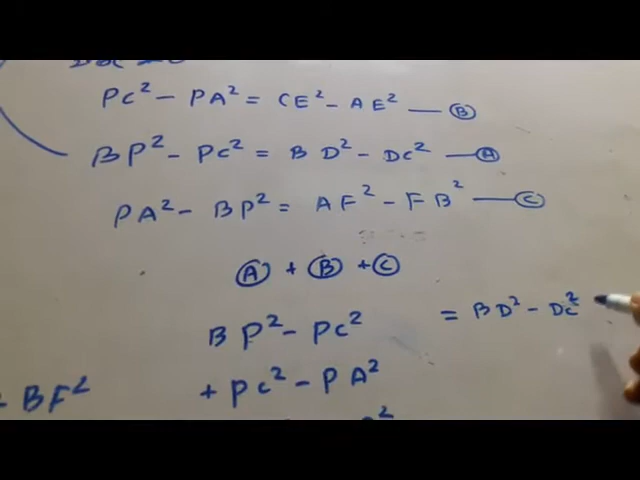 PC² - PA² = CE² - AE² — Ⓑ
BP² - PC² = BD² - DC² — Ⓐ
PA² - BP² = AF² - FB² — Ⓒ
Ⓐ + Ⓑ + Ⓒ
BP² - PC² = BD² - DC²
+ PC² - PA²
BF²